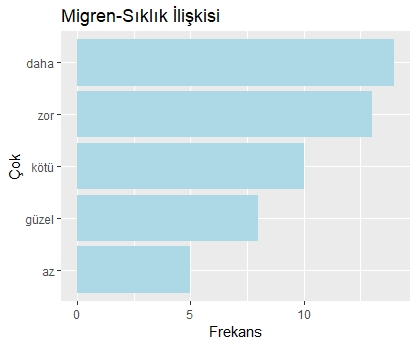 Migren-Sıklık İlişkisi
daha
zor
kötü
güzel
az
Çok
0 5 10
Frekans